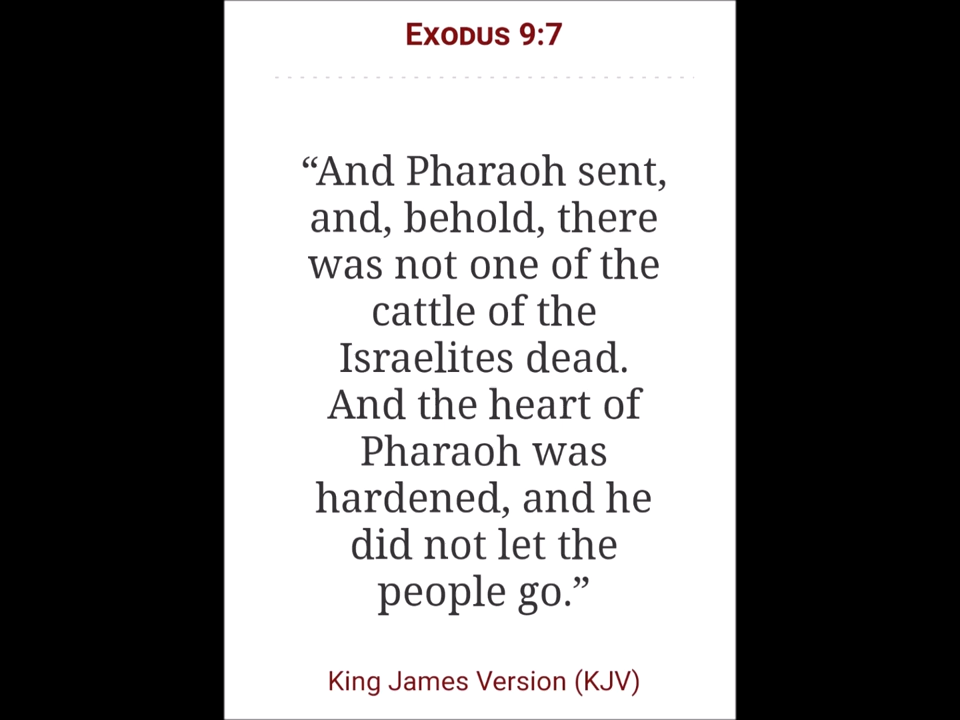 Exodus 9:7
“And Pharaoh sent,
and, behold, there
was not one of the
cattle of the
Israelites dead.
And the heart of
Pharaoh was
hardened, and he
did not let the
people go.”
King James Version (KJV)